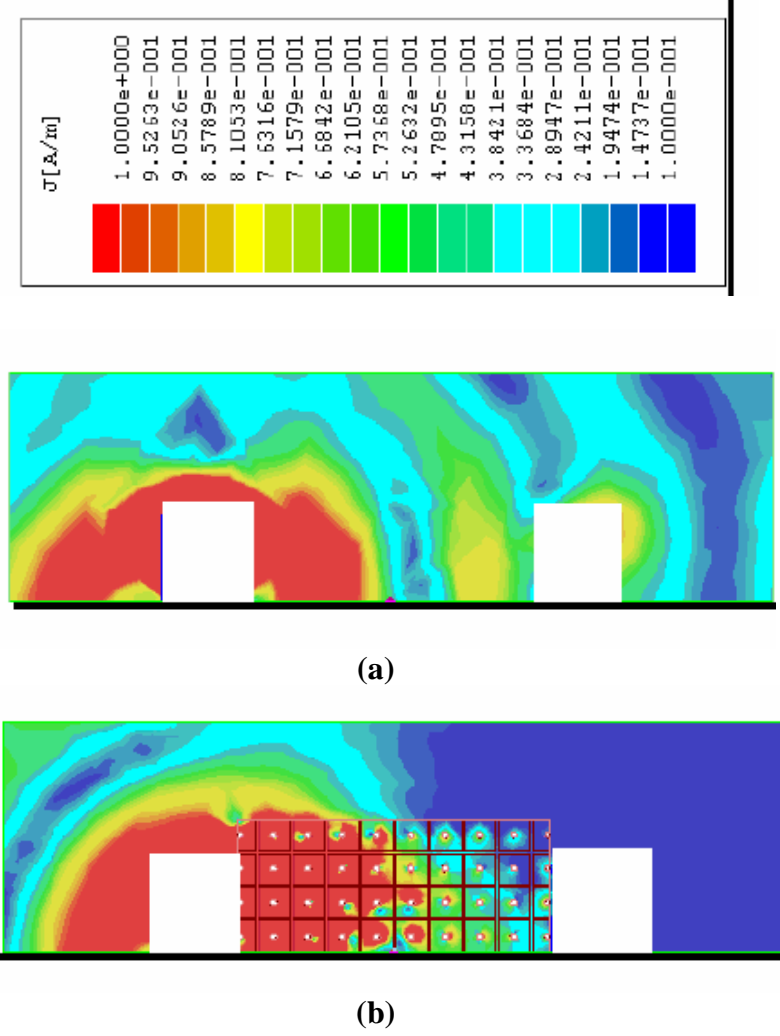 J[A/m]
1.0000e+000
9.5263e-001
9.0526e-001
8.5789e-001
8.1053e-001
7.6316e-001
7.1579e-001
6.6842e-001
6.2105e-001
5.7368e-001
5.2632e-001
4.7895e-001
4.3158e-001
3.8421e-001
3.3684e-001
2.8947e-001
2.4211e-001
1.9474e-001
1.4737e-001
1.0000e-001
(a)
(b)